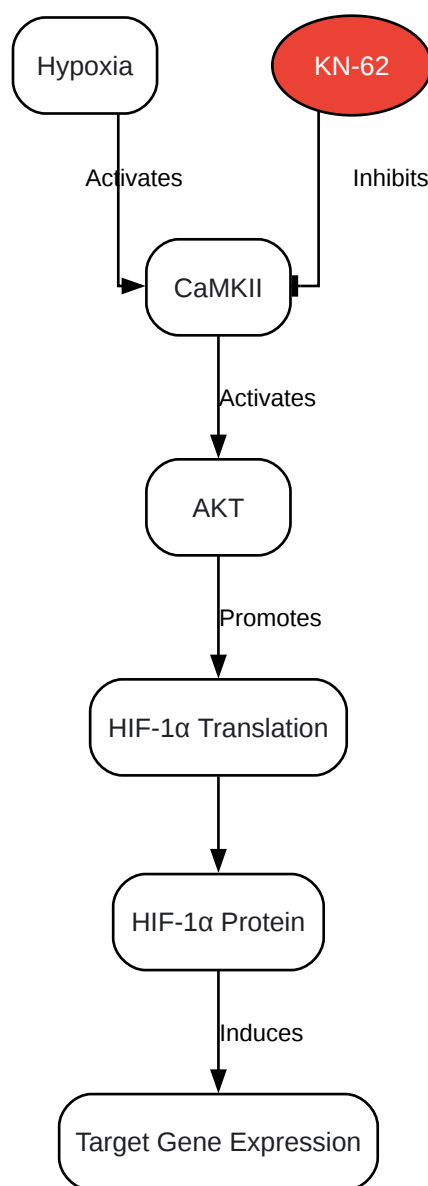 Hypoxia
KN-62
Activates
Inhibits
CaMKII
Activates
AKT
Promotes
HIF-1α Translation
HIF-1α Protein
Induces
Target Gene Expression